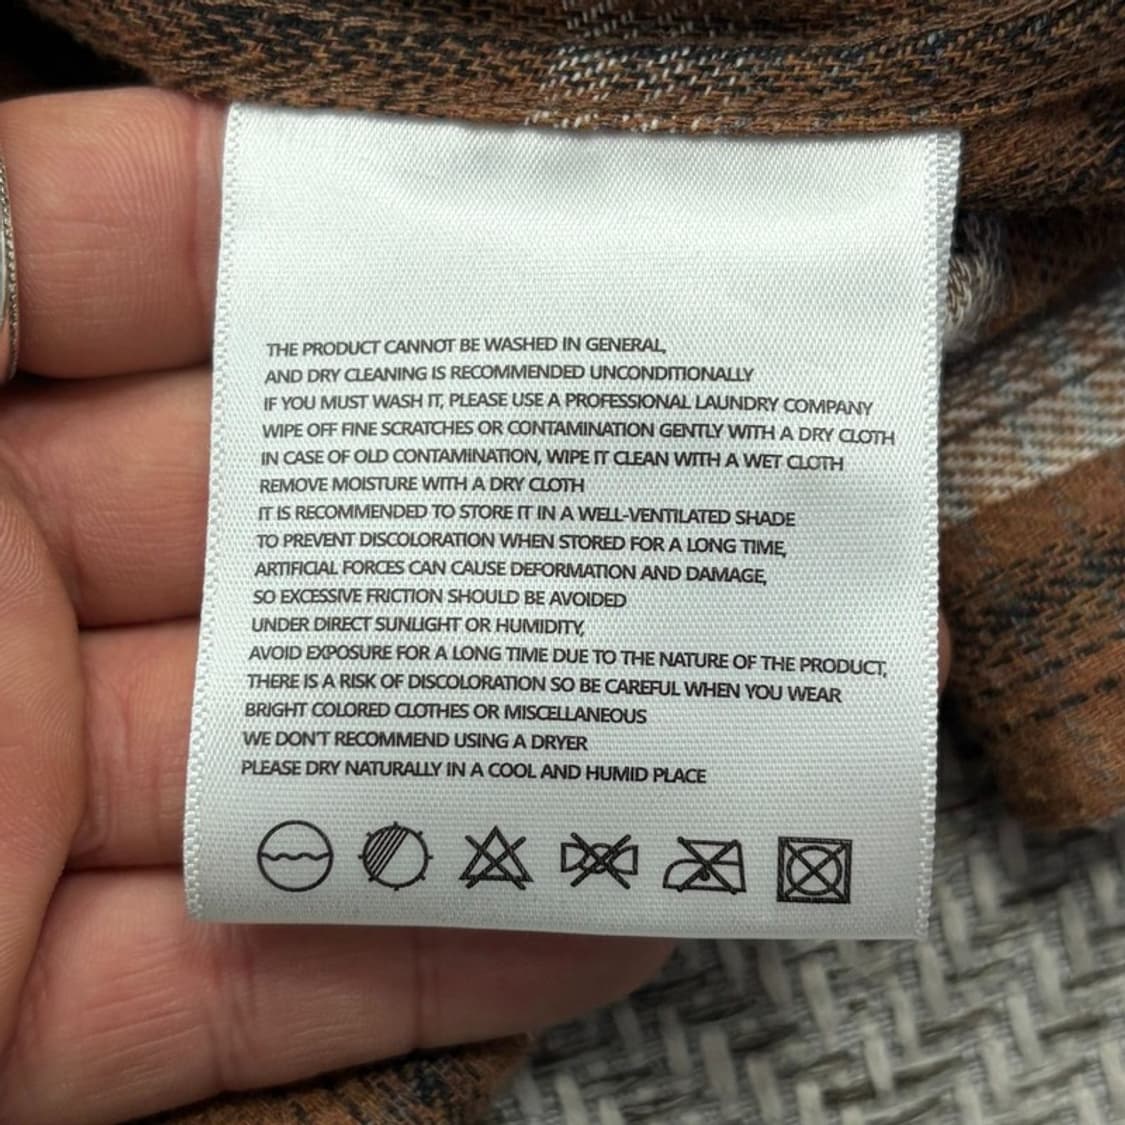 THE PRODUCT CANNOT BE WASHED IN GENERAL,
AND DRY CLEANING IS RECOMMENDED UNCONDITIONALLY
IF YOU MUST WASH IT, PLEASE USE A PROFESSIONAL LAUNDRY COMPANY
WIPE OFF FINE SCRATCHES OR CONTAMINATION GENTLY WITH A DRY CLOTH
IN CASE OF OLD CONTAMINATION, WIPE IT CLEAN WITH A WET CLOTH
REMOVE MOISTURE WITH A DRY CLOTH
IT IS RECOMMENDED TO STORE IT IN A WELL-VENTILATED SHADE
TO PREVENT DISCOLORATION WHEN STORED FOR A LONG TIME,
ARTIFICIAL FORCES CAN CAUSE DEFORMATION AND DAMAGE,
SO EXCESSIVE FRICTION SHOULD BE AVOIDED
UNDER DIRECT SUNLIGHT OR HUMIDITY,
AVOID EXPOSURE FOR A LONG TIME DUE TO THE NATURE OF THE PRODUCT,
THERE IS A RISK OF DISCOLORATION SO BE CAREFUL WHEN YOU WEAR
BRIGHT COLORED CLOTHES OR MISCELLANEOUS
WE DON'T RECOMMEND USING A DRYER
PLEASE DRY NATURALLY IN A COOL AND HUMID PLACE